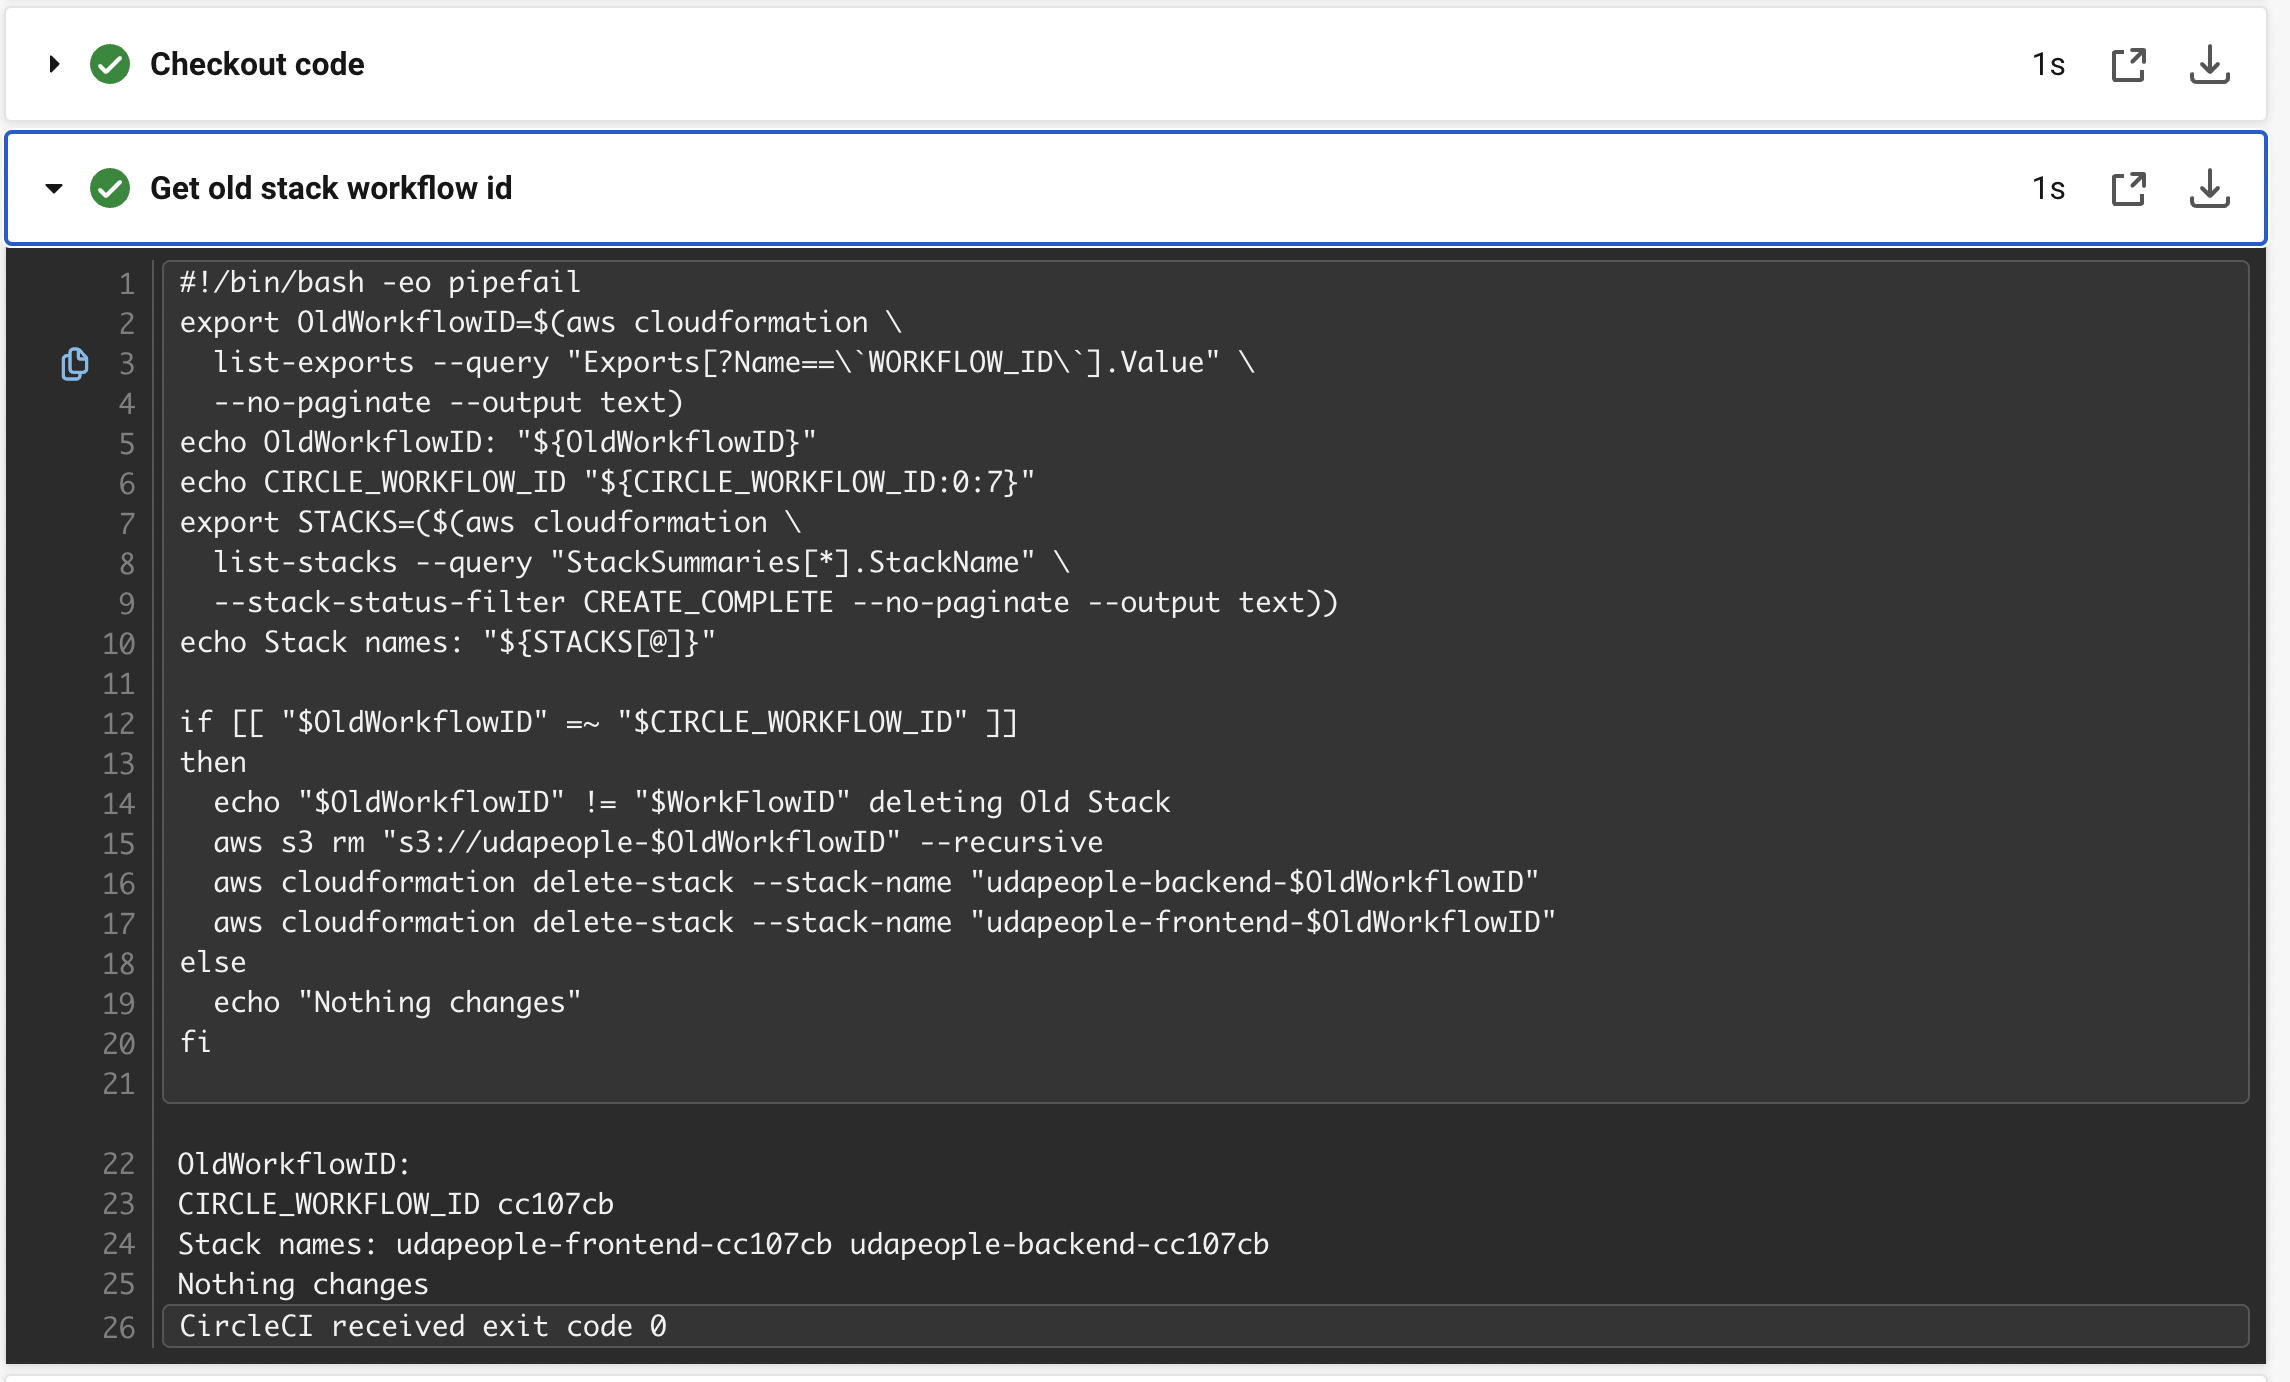 Checkout code 1s
Get old stack workflow id 1s
1 #!/bin/bash -eo pipefail
2 export OldWorkflowID=$(aws cloudformation \
3   list-exports --query "Exports[?Name==\`WORKFLOW_ID\`].Value" \
4   --no-paginate --output text)
5 echo OldWorkflowID: "${OldWorkflowID}"
6 echo CIRCLE_WORKFLOW_ID "${CIRCLE_WORKFLOW_ID:0:7}"
7 export STACKS=($(aws cloudformation \
8   list-stacks --query "StackSummaries[*].StackName" \
9   --stack-status-filter CREATE_COMPLETE --no-paginate --output text))
10 echo Stack names: "${STACKS[@]}"
11
12 if [[ "$OldWorkflowID" =~ "$CIRCLE_WORKFLOW_ID" ]]
13 then
14   echo "$OldWorkflowID" != "$WorkFlowID" deleting Old Stack
15   aws s3 rm "s3://udapeople-$OldWorkflowID" --recursive
16   aws cloudformation delete-stack --stack-name "udapeople-backend-$OldWorkflowID"
17   aws cloudformation delete-stack --stack-name "udapeople-frontend-$OldWorkflowID"
18 else
19   echo "Nothing changes"
20 fi
21
22 OldWorkflowID:
23 CIRCLE_WORKFLOW_ID cc107cb
24 Stack names: udapeople-frontend-cc107cb udapeople-backend-cc107cb
25 Nothing changes
26 CircleCI received exit code 0